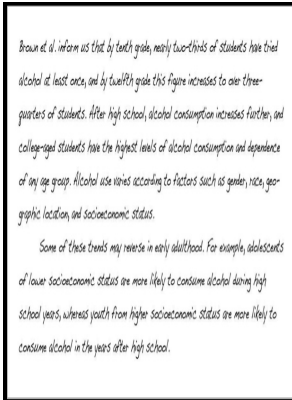 Brown et al. inform us that by tenth grade, nearly two-thirds of students have tried
alcohol at least once, and by twelfth grade this figure increases to over three-
quarters of students. After high school, alcohol consumption increases further, and
college-aged students have the highest levels of alcohol consumption and dependence
of any age group. Alcohol use varies according to factors such as gender, race, geo-
graphic location, and socioeconomic status.
Some of these trends may reverse in early adulthood. For example, adolescents
of lower socioeconomic status are more likely to consume alcohol during high
school years, whereas youth from higher socioeconomic status are more likely to
consume alcohol in the years after high school.